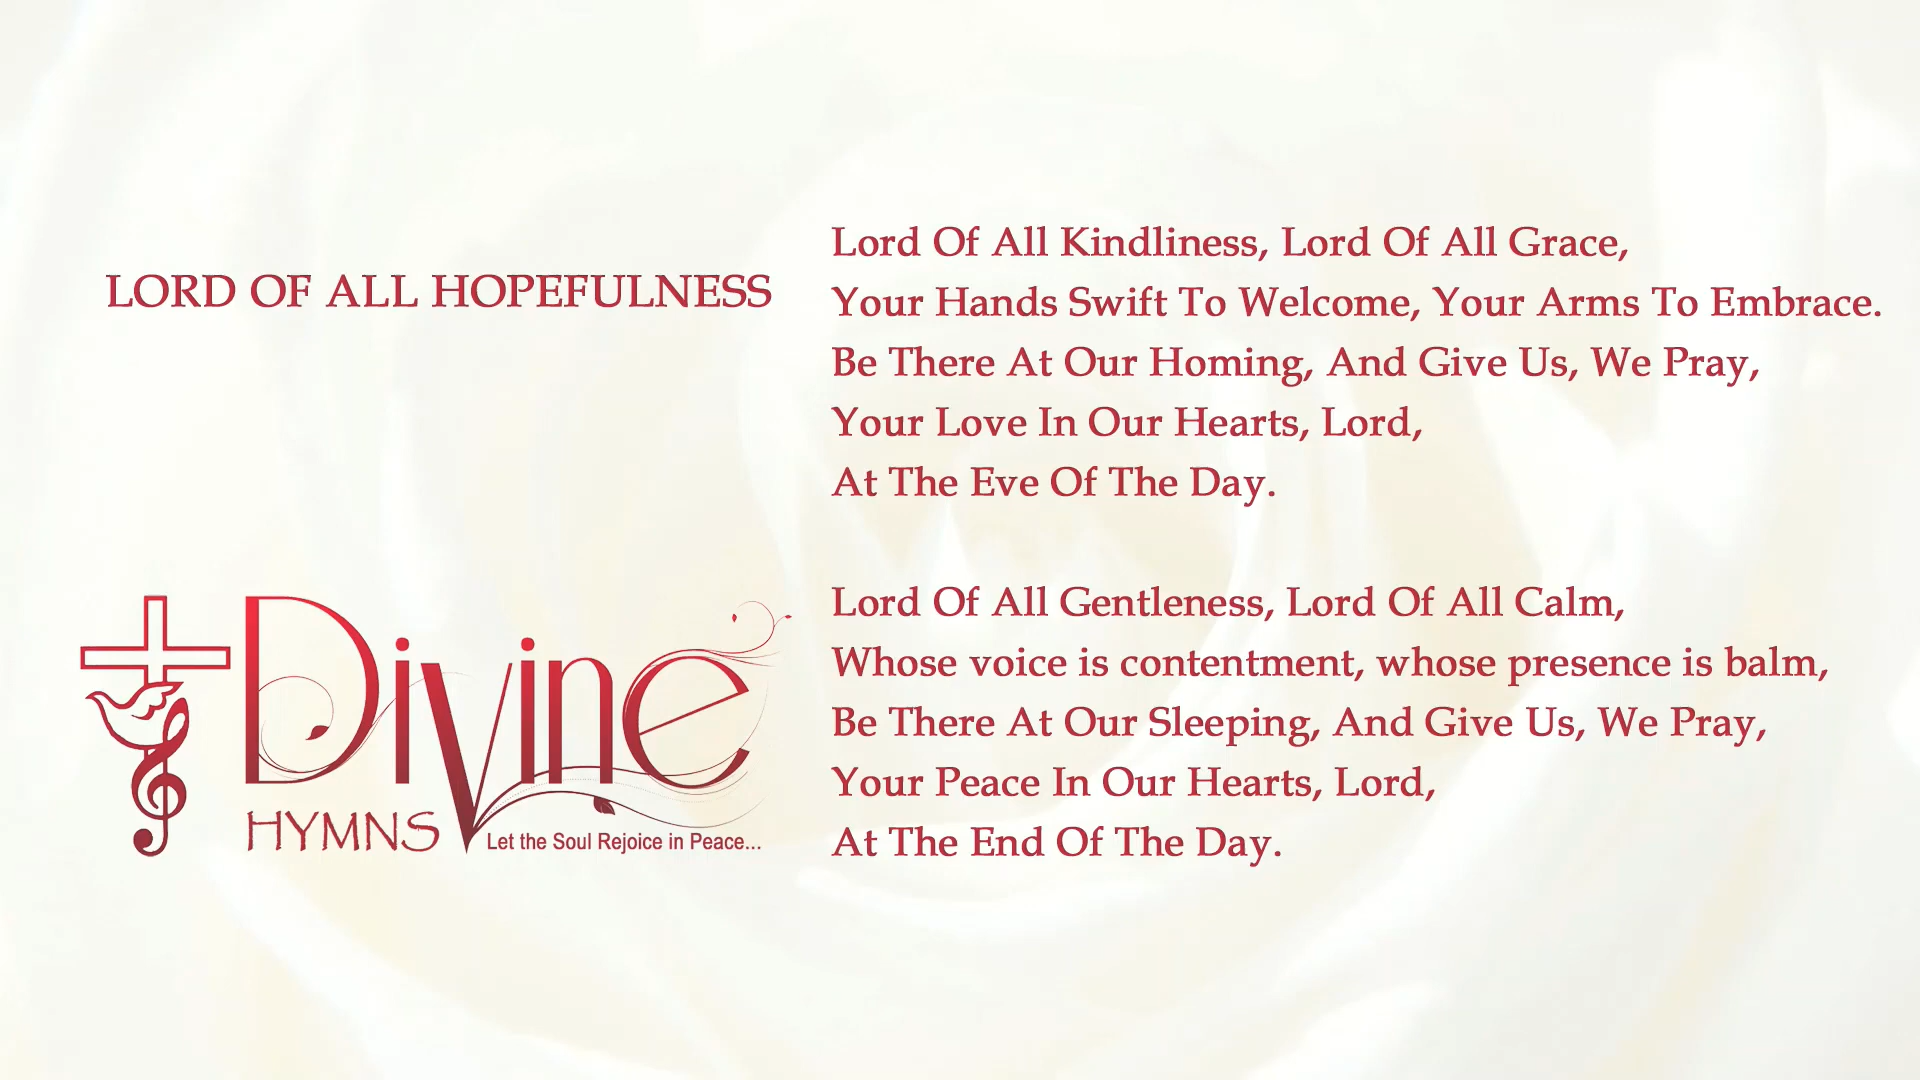 LORD OF ALL HOPEFULNESS
Lord Of All Kindliness, Lord Of All Grace,
Your Hands Swift To Welcome, Your Arms To Embrace.
Be There At Our Homing, And Give Us, We Pray,
Your Love In Our Hearts, Lord,
At The Eve Of The Day.
Lord Of All Gentleness, Lord Of All Calm,
Whose voice is contentment, whose presence is balm,
Be There At Our Sleeping, And Give Us, We Pray,
Your Peace In Our Hearts, Lord,
At The End Of The Day.
Divine
HYMNS
Let the Soul Rejoice in Peace...